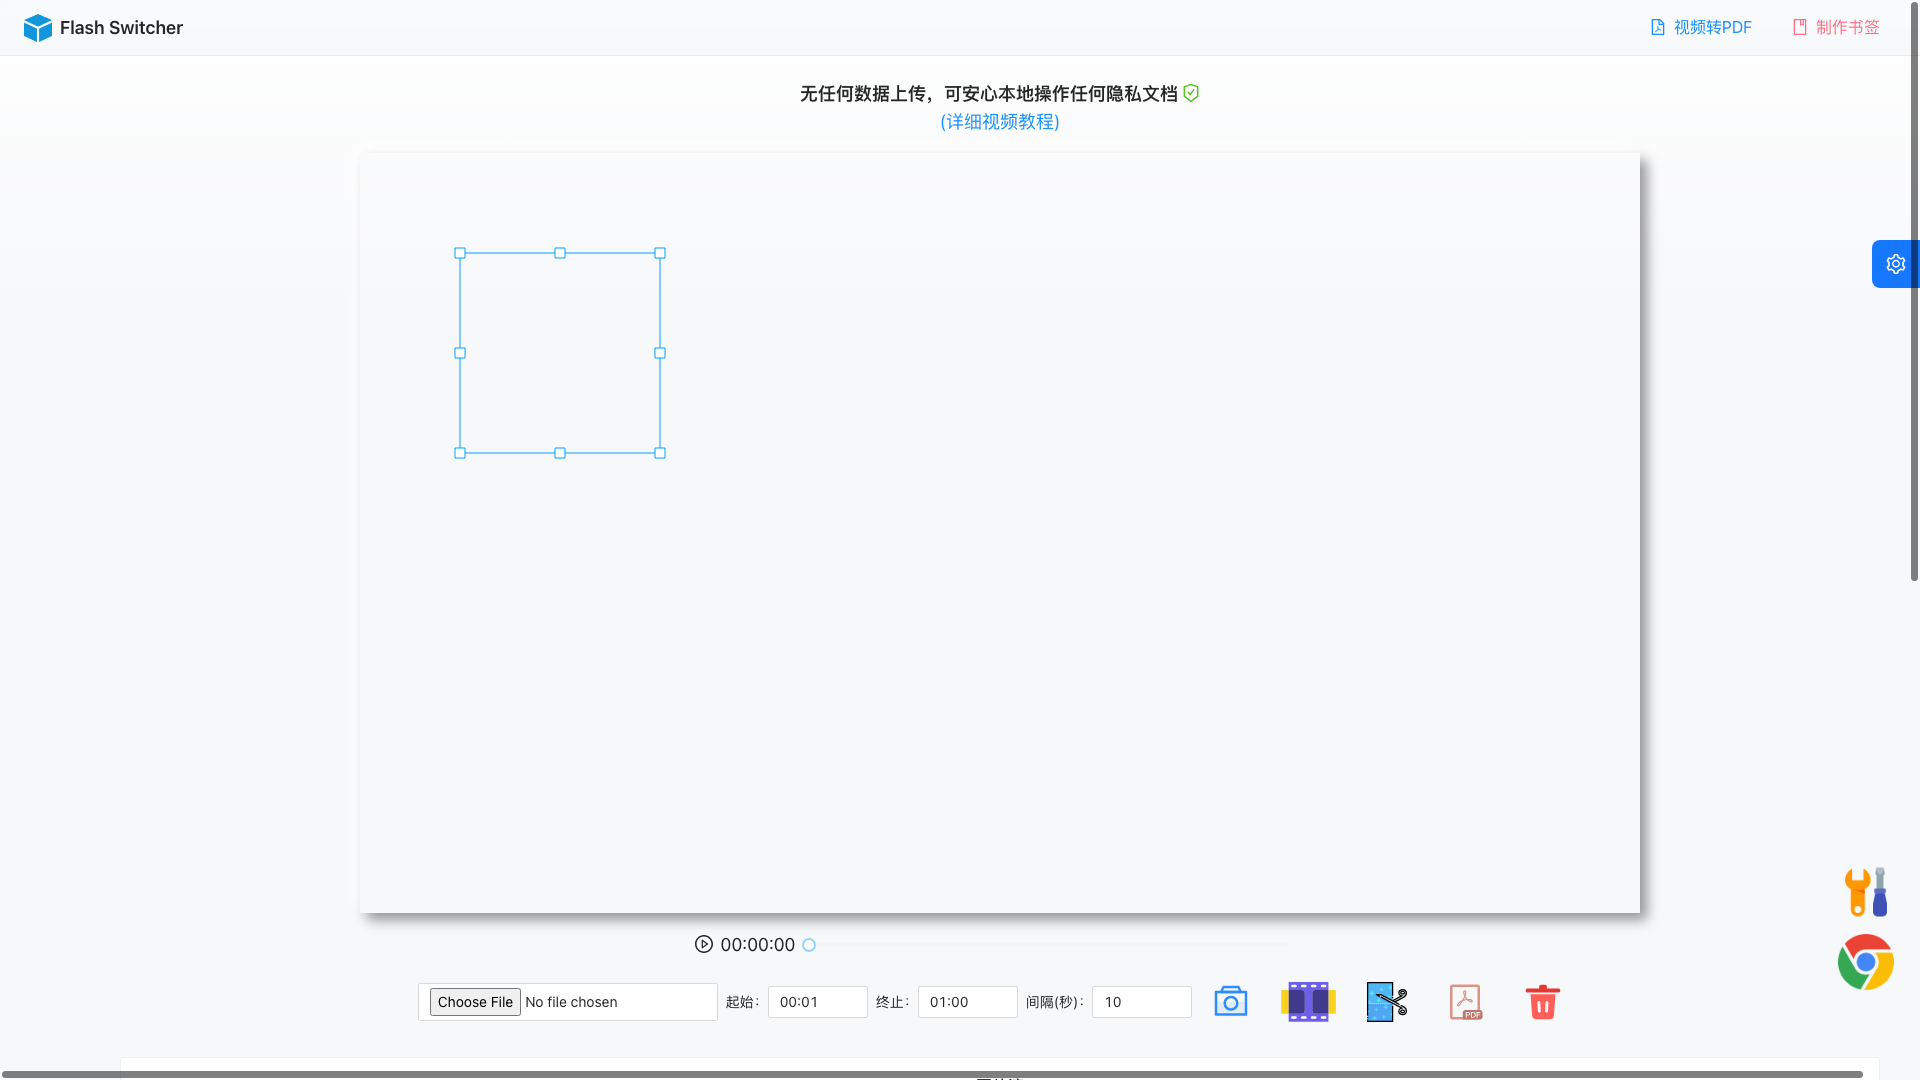 Flash Switcher
视频转PDF
制作书签
无任何数据上传，可安心本地操作任何隐私文档
(详细视频教程)
00:00:00
Choose File No file chosen
起始： 00:01 终止： 01:00 间隔(秒)： 10
PDF